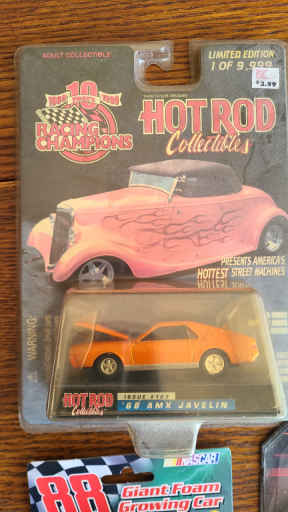 ADULT COLLECTIBLE
LIMITED EDITION
1 OF 9,999
$3.99
10
RACING
CHAMPIONS
HOT ROD
Collectibles
PRESENTS AMERICA'S
HOTTEST STREET MACHINES
WARNING:
HOT ROD
Collectibles
'68 AMX JAVELIN
NASCAR
88
Giant Foam
Growing Car